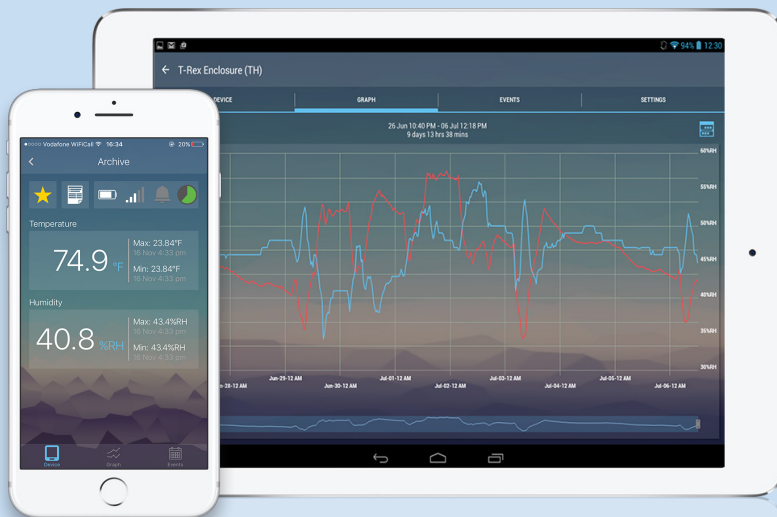 94% 12:30
T-Rex Enclosure (TH)
DEVICE GRAPH EVENTS SETTINGS
26 Jun 10:40 PM - 06 Jul 12:18 PM
9 days 13 hrs 38 mins
60%RH
55%RH
50%RH
45%RH
40%RH
35%RH
30%RH
Jun-29-12 AM Jul-01-12 AM Jul-03-12 AM Jul-05-12 AM
n-28-12 AM Jun-30-12 AM Jul-02-12 AM Jul-04-12 AM Jul-06-12 AM
Vodafone WiFiCall 16:34 20%
Archive
Temperature
74.9 °F
Max: 23.84°F
16 Nov 4:33 pm
Min: 23.84°F
16 Nov 4:33 pm
Humidity
40.8 %RH
Max: 43.4%RH
16 Nov 4:33 pm
Min: 43.4%RH
16 Nov 4:33 pm
Device Graph Events